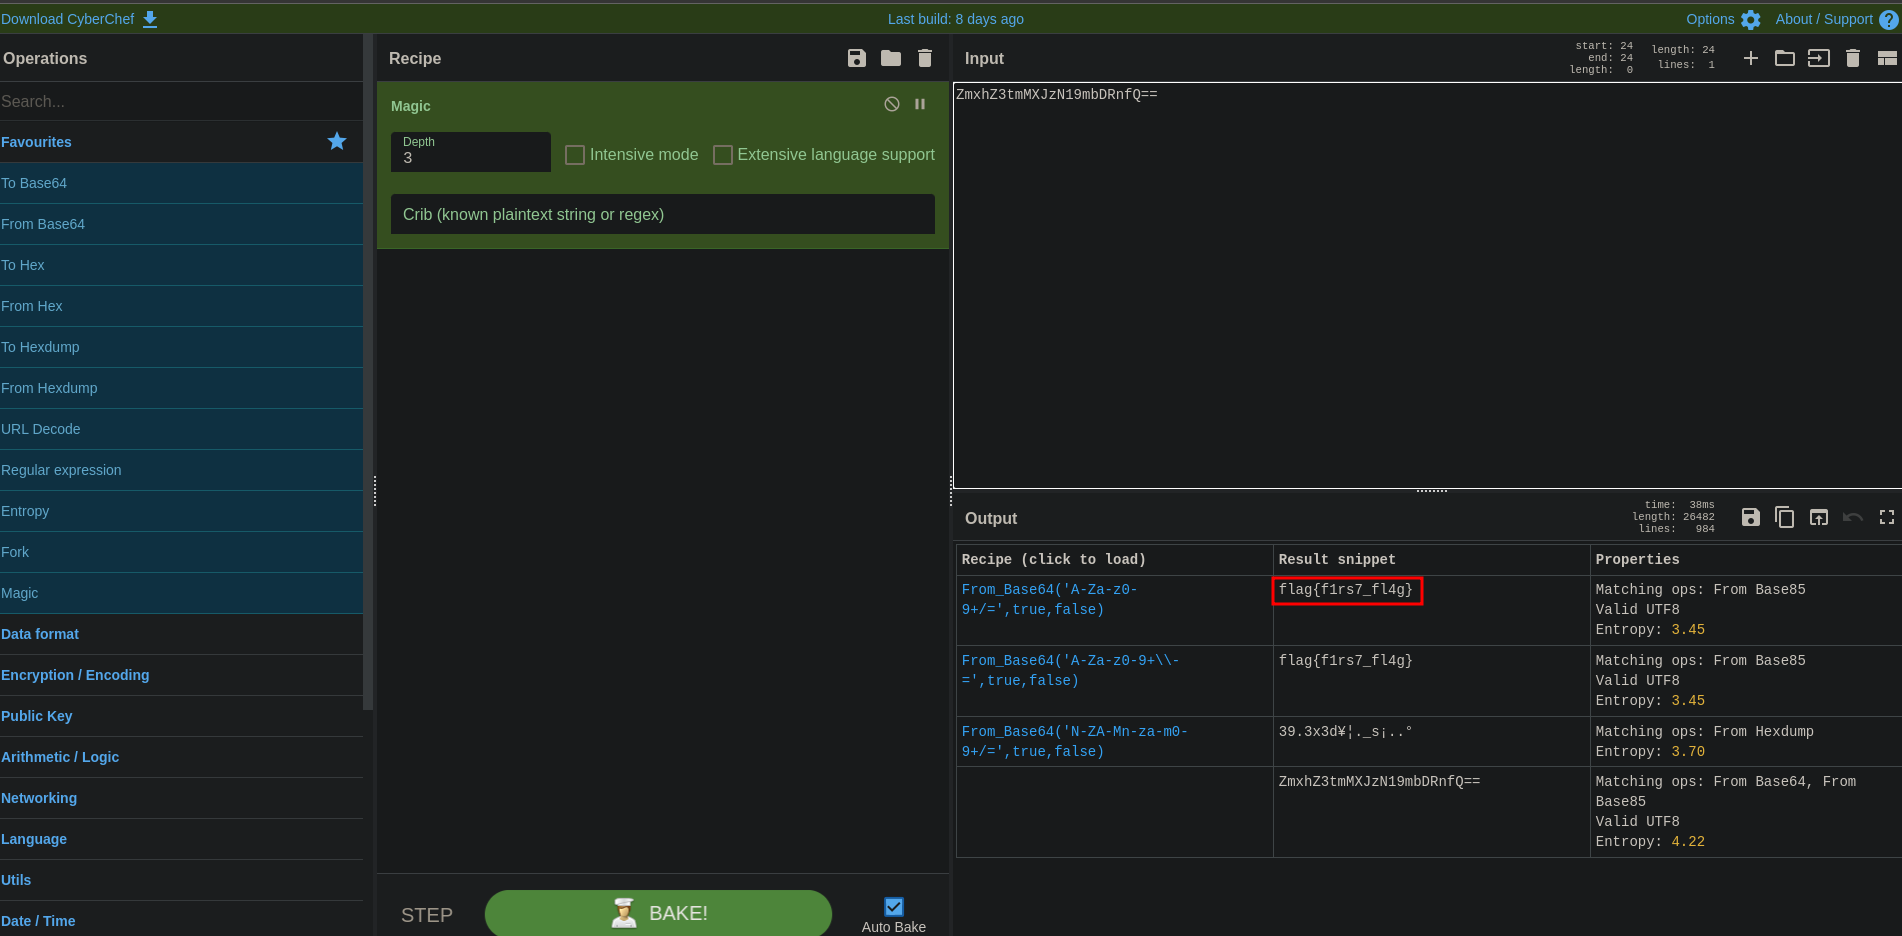 Download CyberChef
Last build: 8 days ago
Options
About / Support
Operations
Search...
Favourites
To Base64
From Base64
To Hex
From Hex
To Hexdump
From Hexdump
URL Decode
Regular expression
Entropy
Fork
Magic
Data format
Encryption / Encoding
Public Key
Arithmetic / Logic
Networking
Language
Utils
Date / Time
Recipe
Magic
Depth
3
Intensive mode
Extensive language support
Crib (known plaintext string or regex)
STEP
BAKE!
Auto Bake
Input
start: 24
end: 24
length: 0
length: 24
lines: 1
ZmxhZ3tmMXJzN19mbDRnfQ==
Output
time: 38ms
length: 26482
lines: 984
Recipe (click to load)
Result snippet
Properties
From_Base64('A-Za-z0-
9+/=',true,false)
flag{f1rs7_fl4g}
Matching ops: From Base85
Valid UTF8
Entropy: 3.45
From_Base64('A-Za-z0-9+\\-
=',true,false)
flag{f1rs7_fl4g}
Matching ops: From Base85
Valid UTF8
Entropy: 3.45
From_Base64('N-ZA-Mn-za-m0-
9+/=',true,false)
39.3x3d¥¦._s¡..°
Matching ops: From Hexdump
Entropy: 3.70
ZmxhZ3tmMXJzN19mbDRnfQ==
Matching ops: From Base64, From
Base85
Valid UTF8
Entropy: 4.22